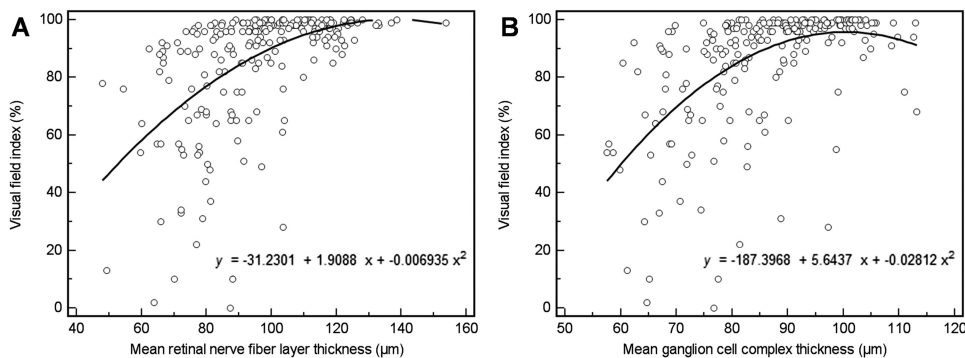 A
Visual field index (%)
100
80
60
40
20
0
y = -31.2301 + 1.9088 x + -0.006935 x²
40 60 80 100 120 140 160
Mean retinal nerve fiber layer thickness (µm)
B
Visual field index (%)
100
80
60
40
20
0
y = -187.3968 + 5.6437 x + -0.02812 x²
50 60 70 80 90 100 110 120
Mean ganglion cell complex thickness (µm)